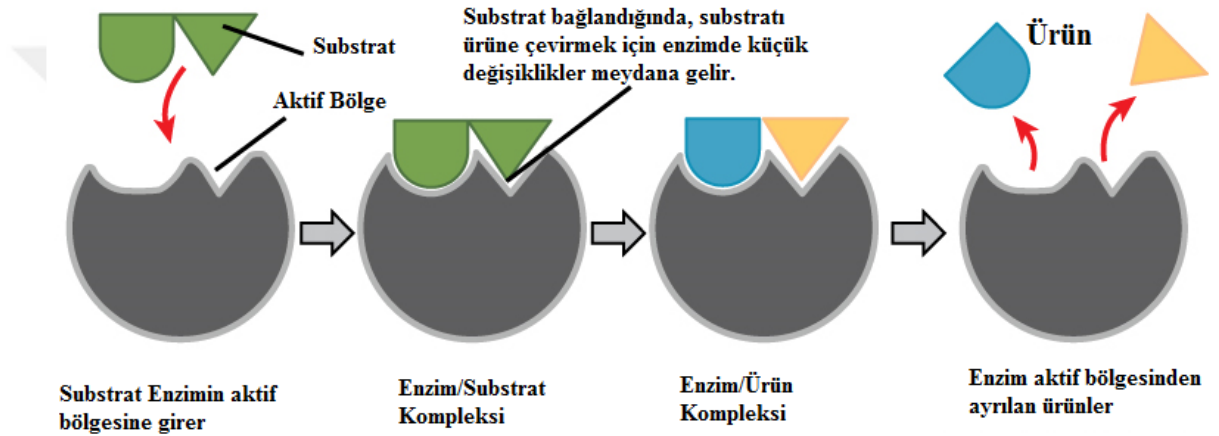 Substrat
Aktif Bölge
Substrat bağlandığında, substratı
ürüne çevirmek için enzimde küçük
değişiklikler meydana gelir.
Ürün
Substrat Enzimin aktif
bölgesine girer
Enzim/Substrat
Kompleksi
Enzim/Ürün
Kompleksi
Enzim aktif bölgesinden
ayrılan ürünler